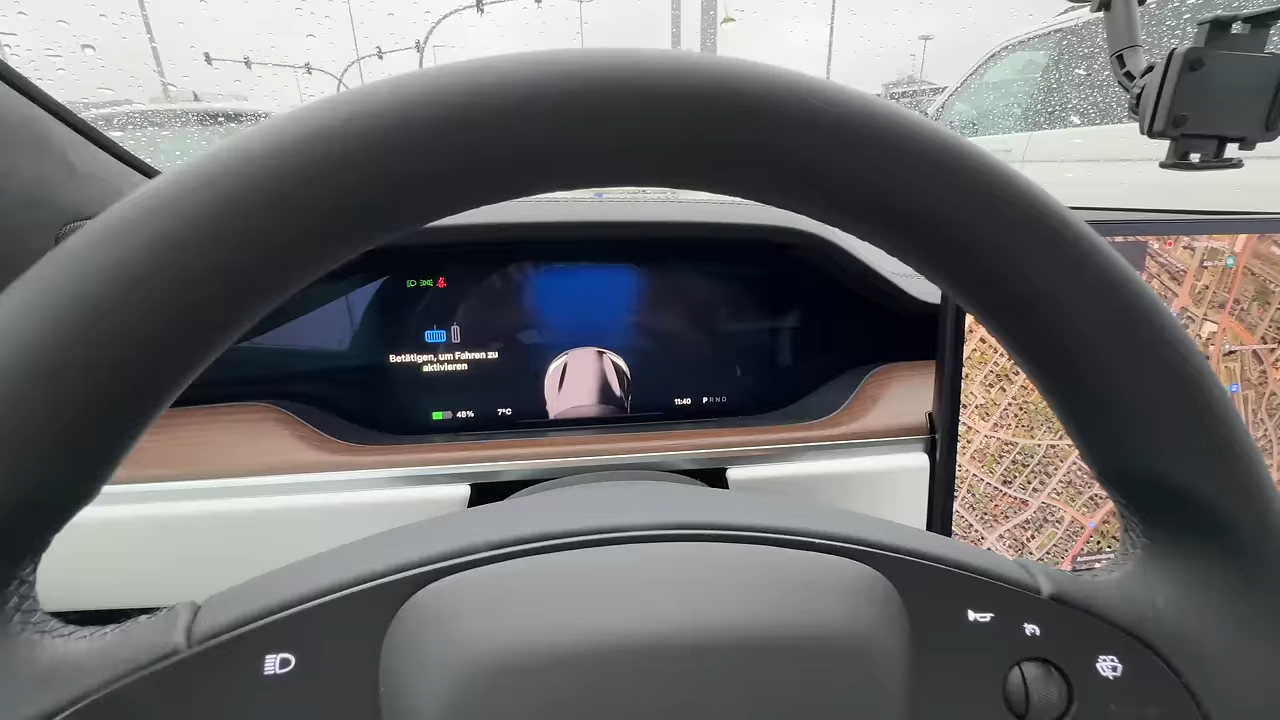 Betätigen, um Fahren zu
aktivieren
48%
7°C
11:40
P R N D